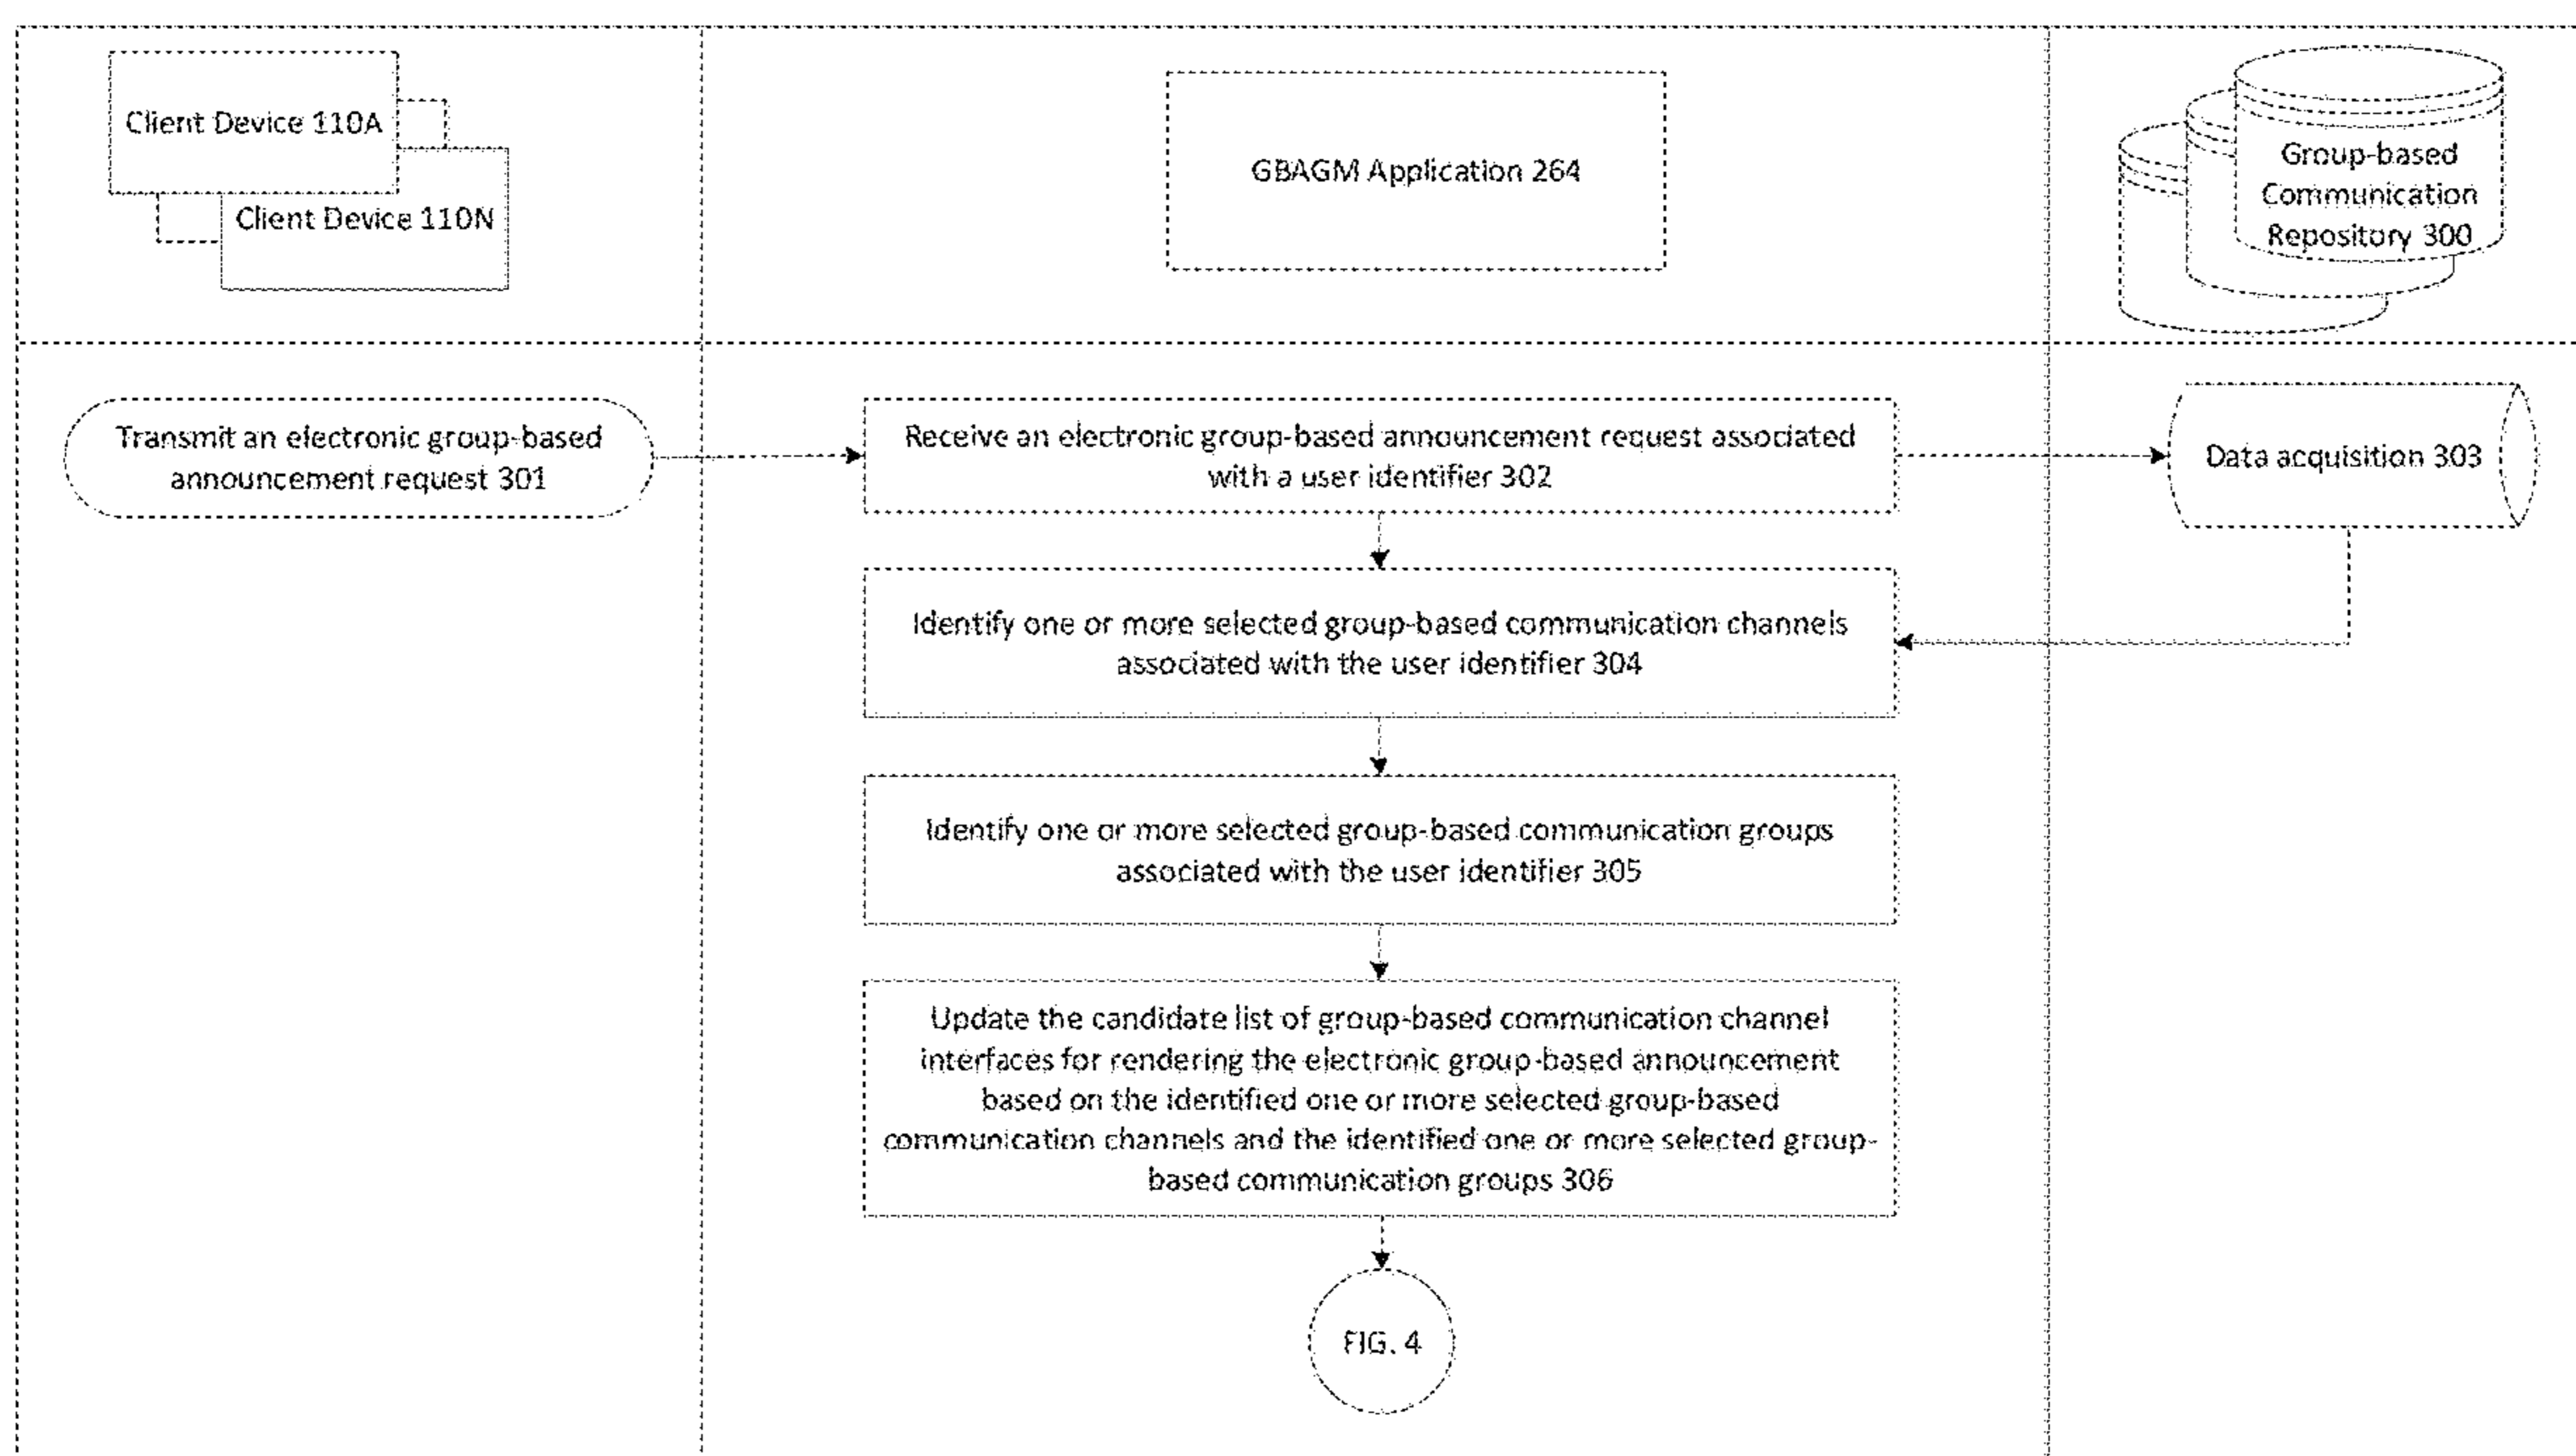 Client Device 110A
Client Device 110N
GBAGM Application 264
Group-based
Communication
Repository 300
Transmit an electronic group-based
announcement request 301
Receive an electronic group-based announcement request associated
with a user identifier 302
Data acquisition 303
Identify one or more selected group-based communication channels
associated with the user identifier 304
Identify one or more selected group-based communication groups
associated with the user identifier 305
Update the candidate list of group-based communication channel
interfaces for rendering the electronic group-based announcement
based on the identified one or more selected group-based
communication channels and the identified one or more selected group-
based communication groups 306
FIG. 4